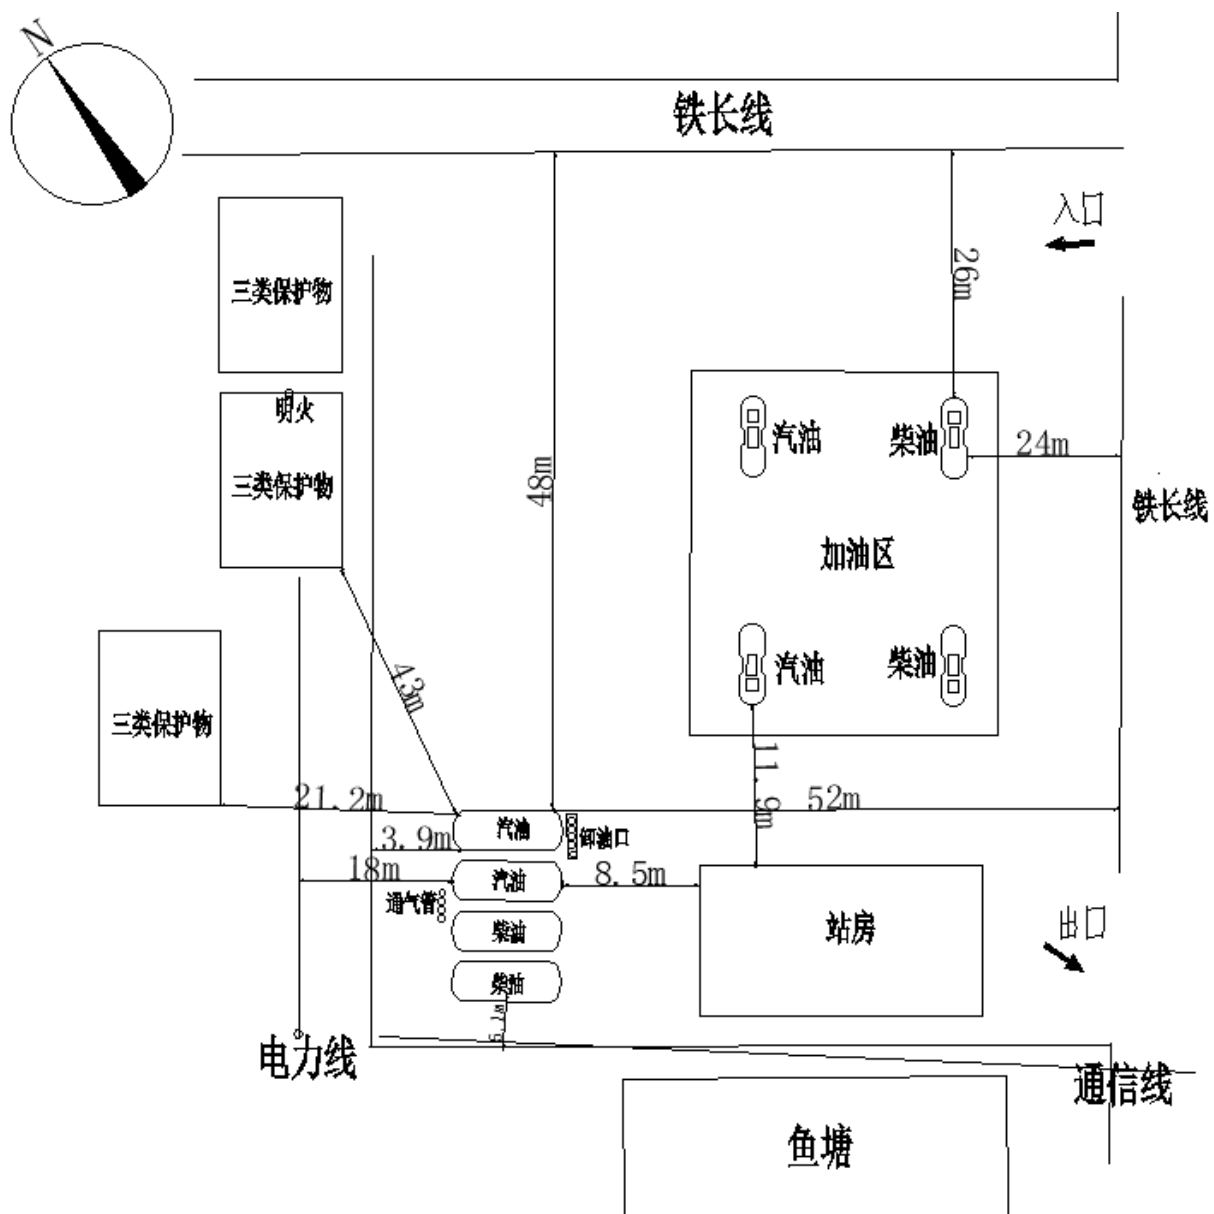 N
铁长线
入口
26m
三类保护物
明火
三类保护物
汽油
柴油
24m
48m
铁长线
加油区
汽油
柴油
43m
三类保护物
11.9m
21.2m
52m
汽油
卸油口
3.9m
18m
汽油
8.5m
通气管
柴油
站房
出口
柴油
电力线
通信线
鱼塘